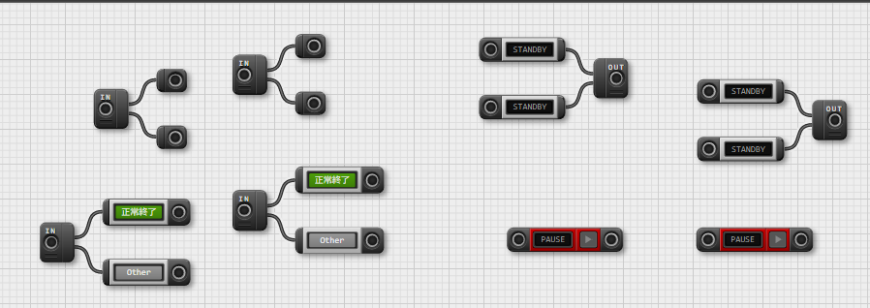 IN
IN
STANDBY
STANDBY
OUT
STANDBY
STANDBY
OUT
IN
正常終了
Other
IN
正常終了
Other
PAUSE
PAUSE